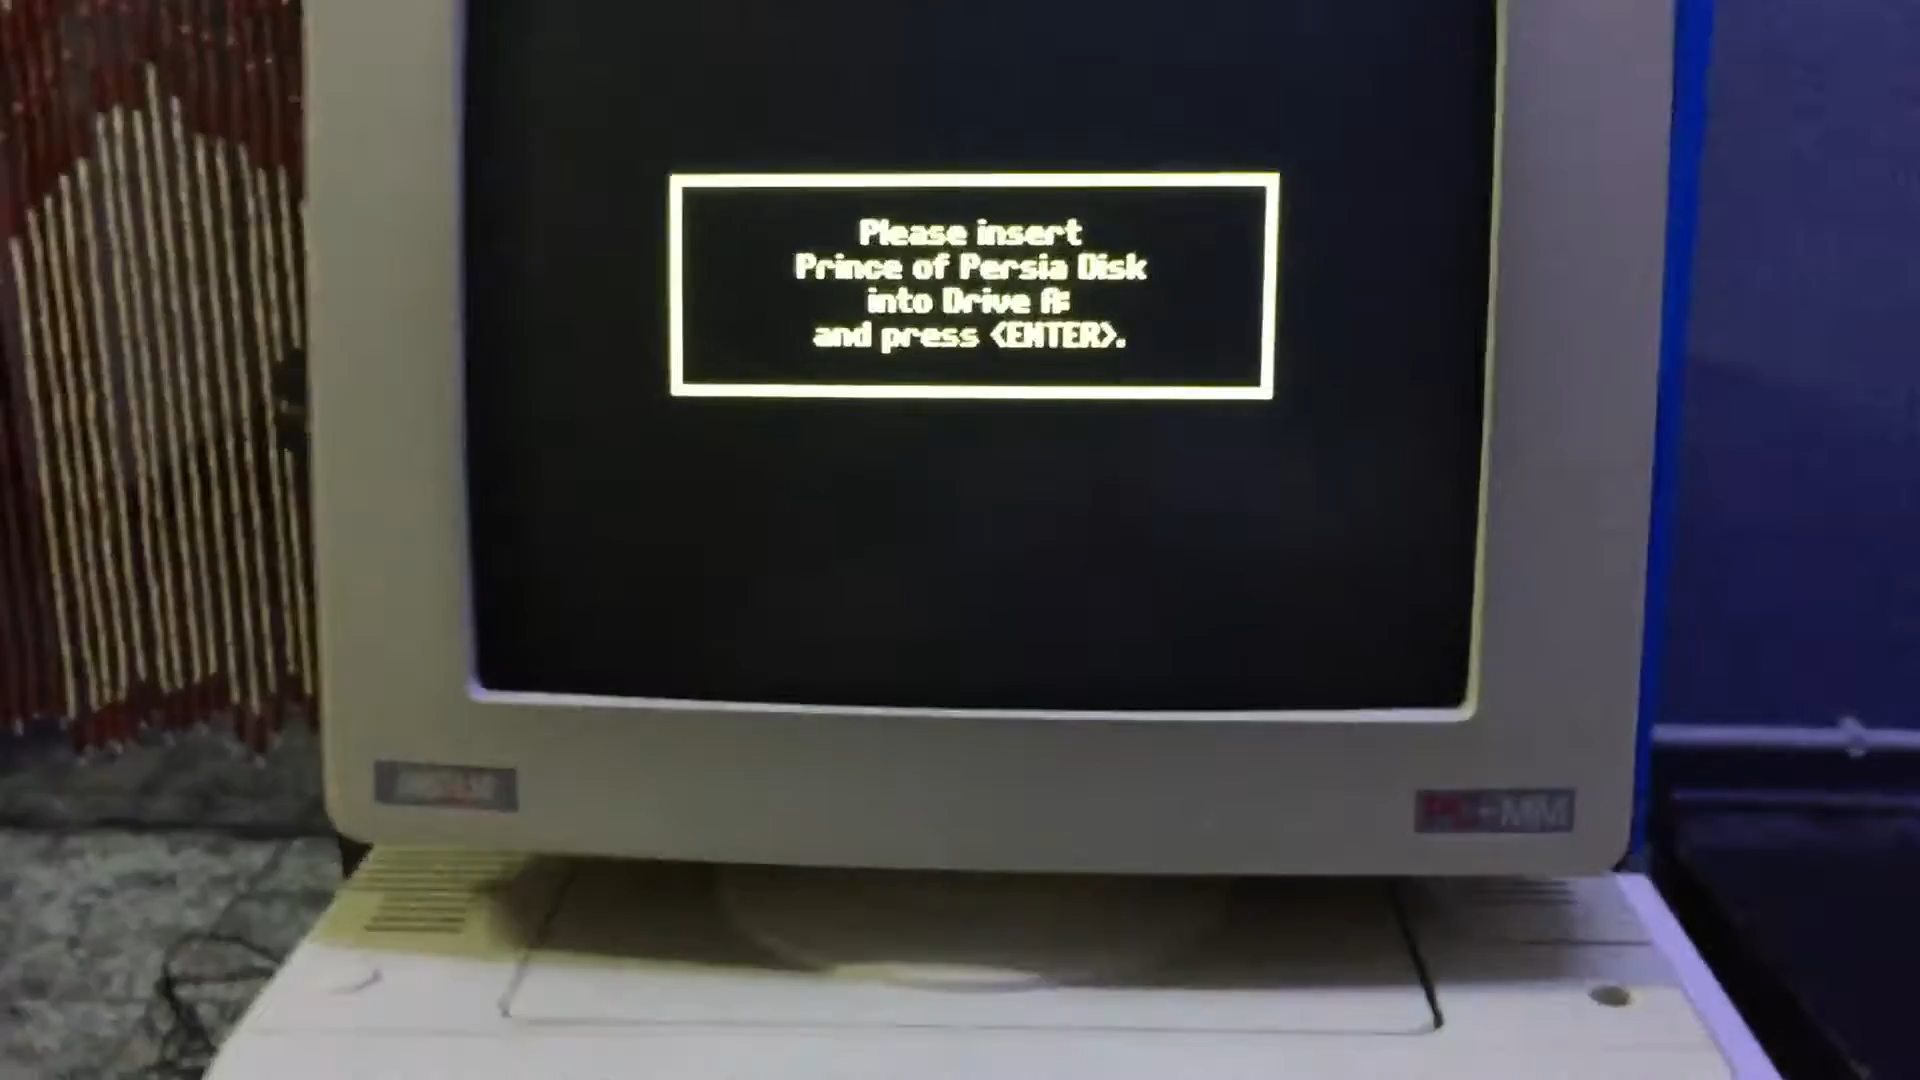 Please insert
Prince of Persia Disk
into Drive A:
and press <ENTER>.